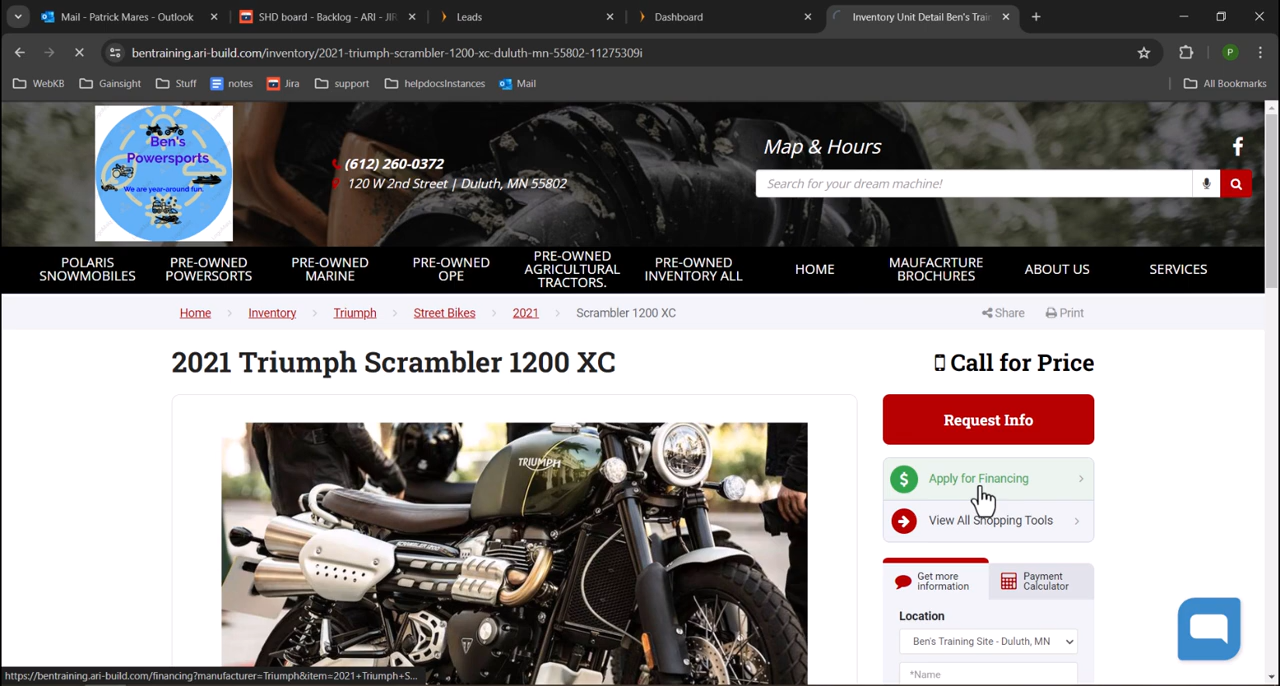 Mail - Patrick Mares - Outlook
SHD board - Backlog - ARI - JIR
Leads
Dashboard
Inventory Unit Detail Ben's Train
bentraining.ari-build.com/inventory/2021-triumph-scrambler-1200-xc-duluth-mn-55802-11275309i
P
WebKB
Gainsight
Stuff
notes
Jira
support
helpdocsInstances
Mail
All Bookmarks
Ben's
Powersports
We are year-around fun.
(612) 260-0372
120 W 2nd Street | Duluth, MN 55802
Map & Hours
Search for your dream machine!
POLARIS SNOWMOBILES
PRE-OWNED POWERSORTS
PRE-OWNED MARINE
PRE-OWNED OPE
PRE-OWNED AGRICULTURAL TRACTORS.
PRE-OWNED INVENTORY ALL
HOME
MAUFACRTURE BROCHURES
ABOUT US
SERVICES
Home > Inventory > Triumph > Street Bikes > 2021 > Scrambler 1200 XC
Share
Print
2021 Triumph Scrambler 1200 XC
Call for Price
TRIUMPH
Request Info
$ Apply for Financing
View All Shopping Tools
Get more information
Payment Calculator
Location
Ben's Training Site - Duluth, MN
*Name
https://bentraining.ari-build.com/financing?manufacturer=Triumph&item=2021+Triumph+S...